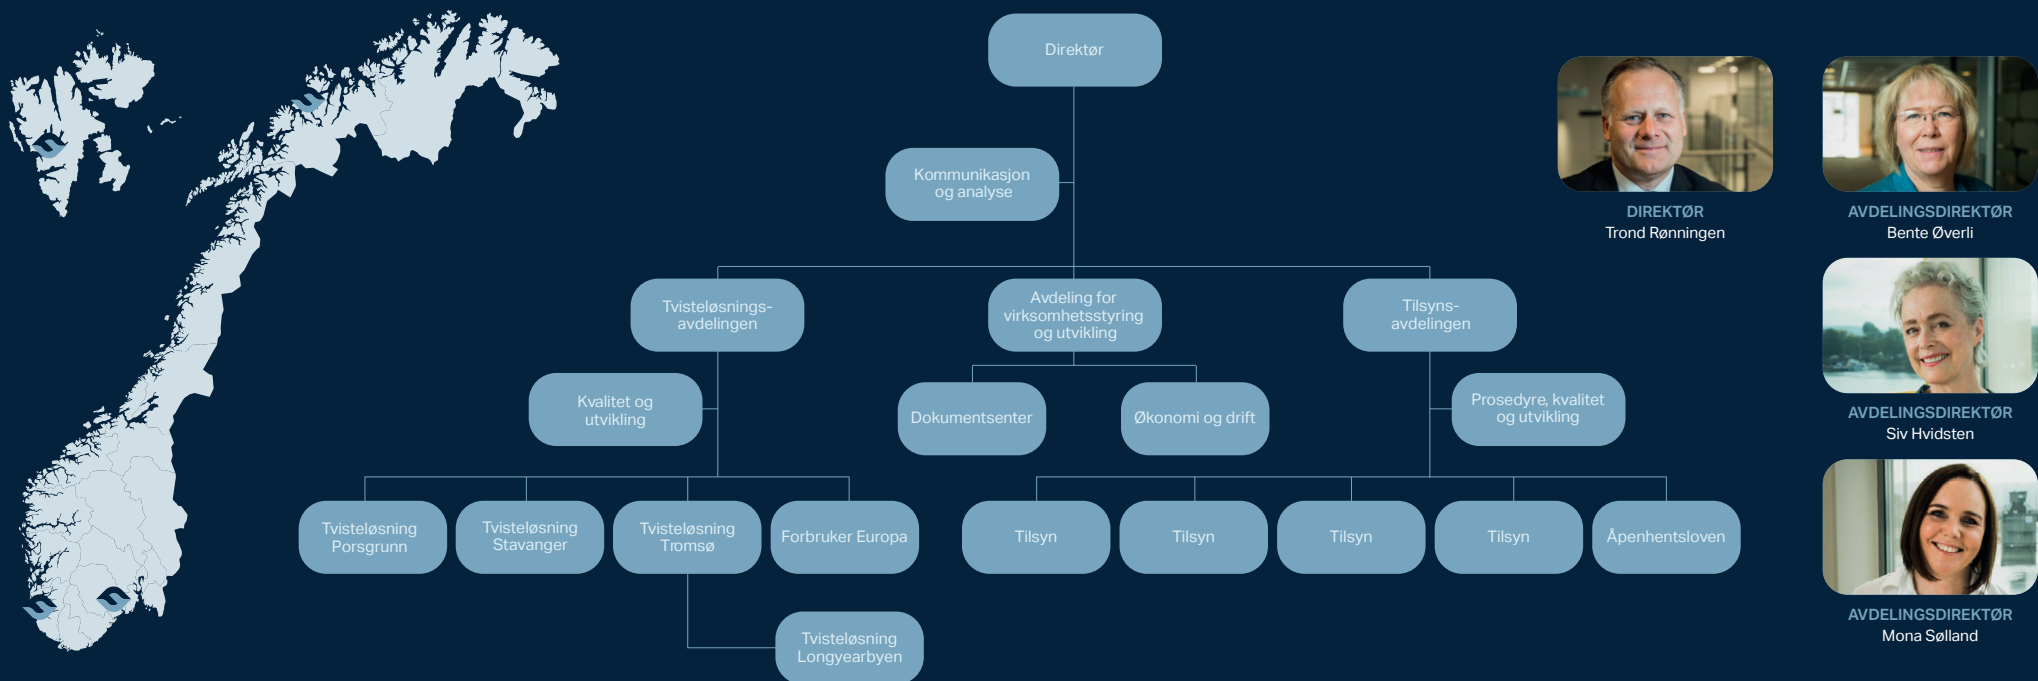 Direktør
Kommunikasjon
og analyse
Tvisteløsnings-
avdelingen
Avdeling for
virksomhetsstyring
og utvikling
Tilsyns-
avdelingen
Kvalitet og
utvikling
Dokumentsenter
Økonomi og drift
Prosedyre, kvalitet
og utvikling
Tvisteløsning
Porsgrunn
Tvisteløsning
Stavanger
Tvisteløsning
Tromsø
Forbruker Europa
Tilsyn
Tilsyn
Tilsyn
Tilsyn
Åpenhentsloven
Tvisteløsning
Longyearbyen
DIREKTØR
Trond Rønningen
AVDELINGSDIREKTØR
Bente Øverli
AVDELINGSDIREKTØR
Siv Hvidsten
AVDELINGSDIREKTØR
Mona Sølland